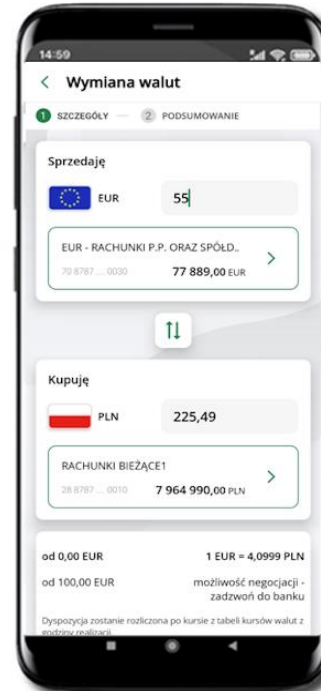 14:59
Wymiana walut
1 SZCZEGÓŁY 2 PODSUMOWANIE
Sprzedaję
EUR 55
EUR - RACHUNKI P.P. ORAZ SPÓŁD..
70 8787 ... 0030 77 889,00 EUR
Kupuję
PLN 225,49
RACHUNKI BIEŻĄCE1
28 8787 ... 0010 7 964 990,00 PLN
od 0,00 EUR 1 EUR = 4,0999 PLN
od 100,00 EUR możliwość negocjacji -
zadzwoń do banku
Dyspozycja zostanie rozliczona po kursie z tabeli kursów walut z
godziny realizacji.